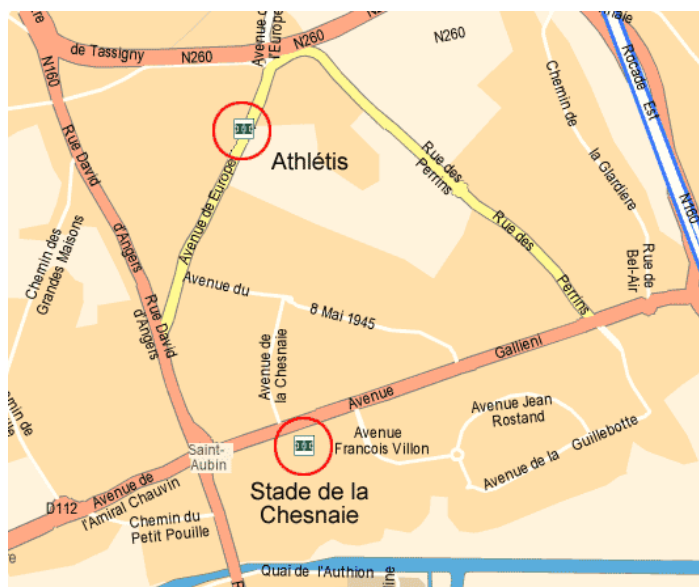 N160
de Tassigny
N260
Avenue de
l'Europe
N260
N260
Rocade Est
Chemin de
la Glardiere
N160
Rue David
d'Angers
Chemin des
Grandes Maisons
Athlétis
Avenue de Europe
Rue des
Perrins
Rue des
Perrins
Rue de
Bel-Air
Rue David
d'Angers
Avenue du
8 Mai 1945
Avenue de
la Chesnaie
Avenue
Gallieni
Avenue
Francois Villon
Avenue Jean
Rostand
Avenue de la
Guillebotte
Saint-
Aubin
Stade de la
Chesnaie
D112
Avenue de
l'Amiral Chauvin
Chemin du
Petit Pouille
Quai de l'Authion